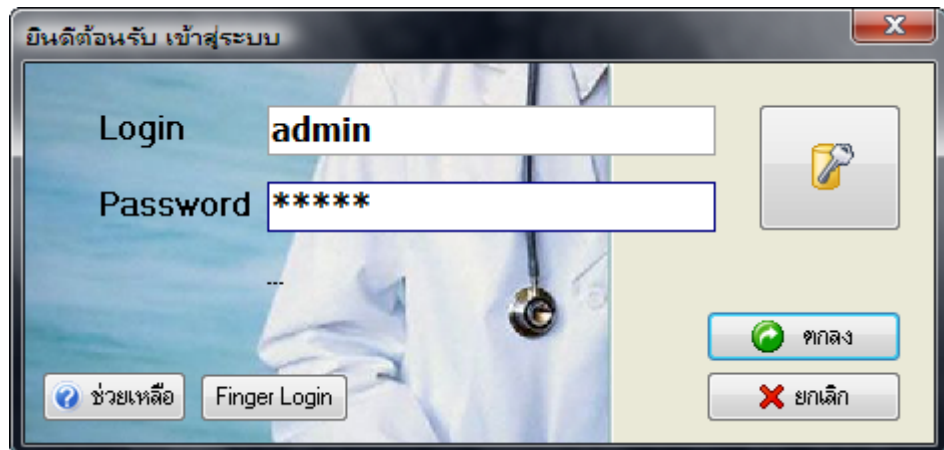 ยินดีต้อนรับ เข้าสู่ระบบ
Login admin
Password *****
---
ตกลง
ช่วยเหลือ Finger Login ยกเลิก